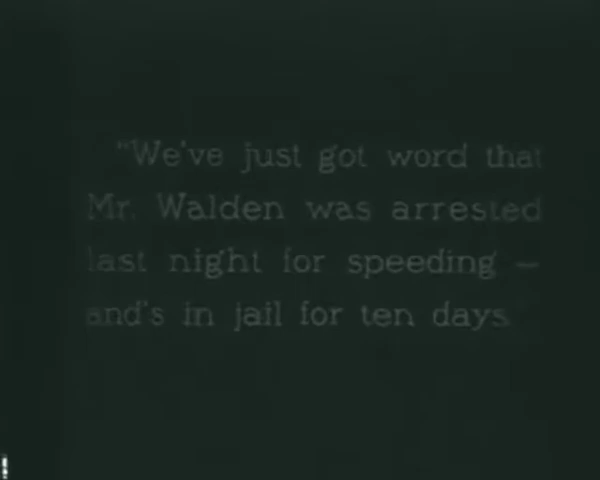 "We've just got word that
Mr. Walden was arrested
last night for speeding —
and's in jail for ten days